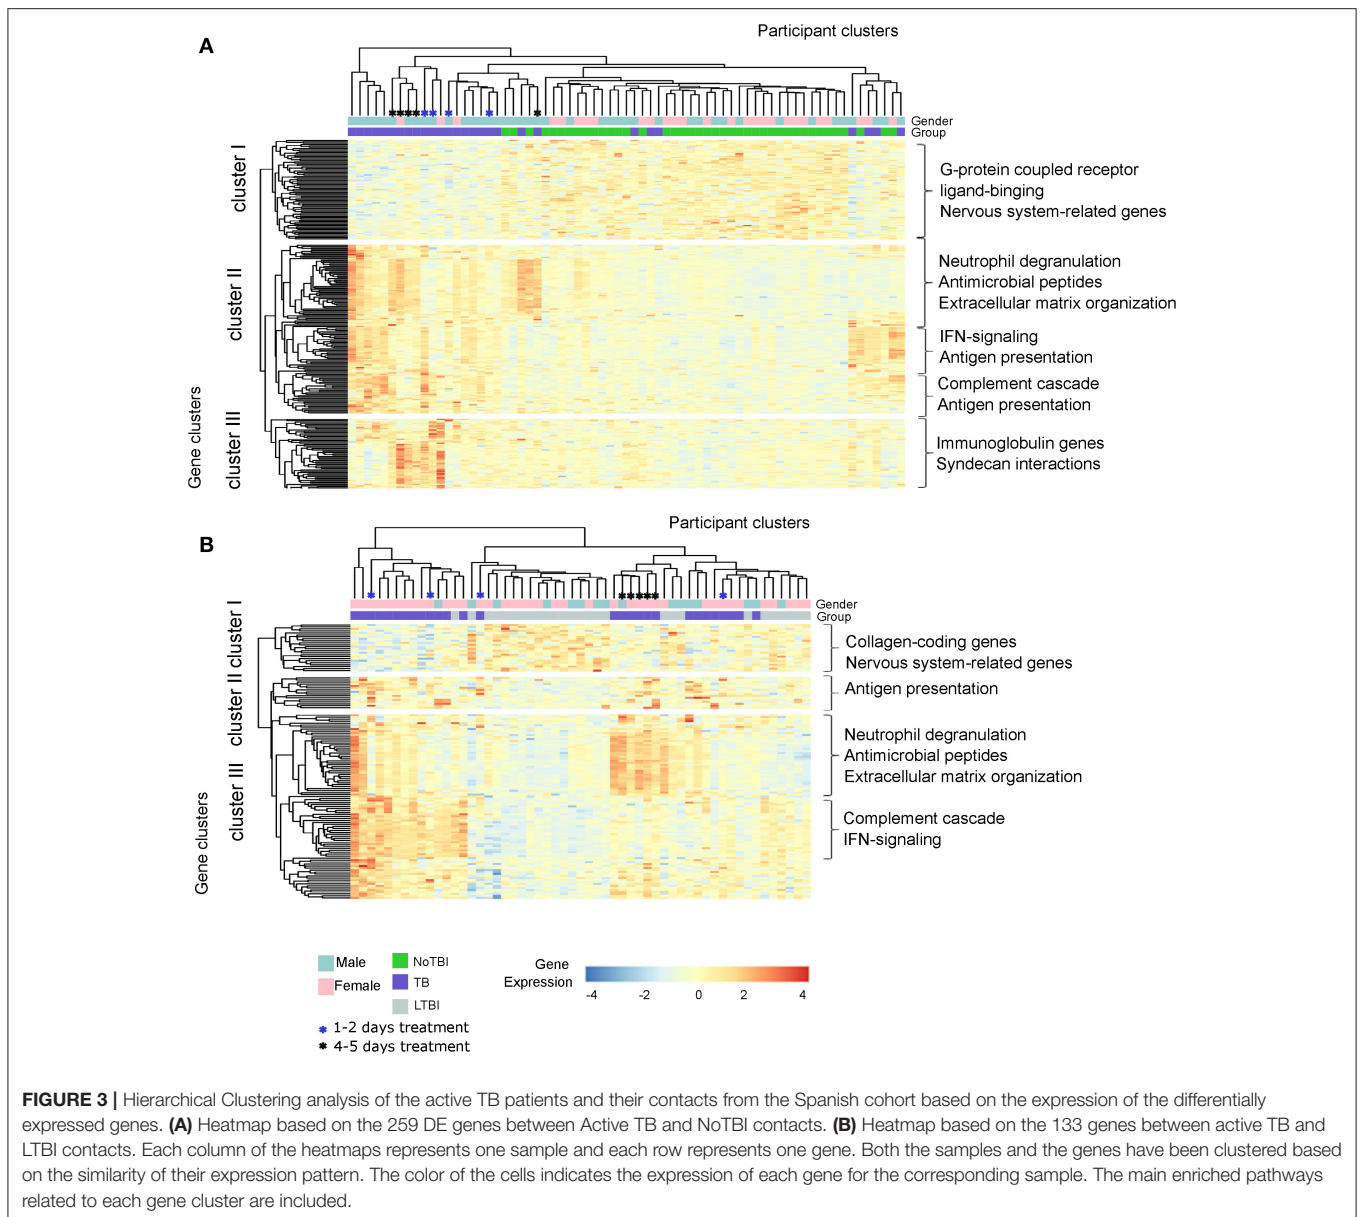 A
Participant clusters
Gender
Group
cluster I
cluster II
cluster III
Gene clusters
G-protein coupled receptor
ligand-binging
Nervous system-related genes
Neutrophil degranulation
Antimicrobial peptides
Extracellular matrix organization
IFN-signaling
Antigen presentation
Complement cascade
Antigen presentation
Immunoglobulin genes
Syndecan interactions
B
Participant clusters
Gender
Group
cluster I
cluster II
cluster III
Gene clusters
Collagen-coding genes
Nervous system-related genes
Antigen presentation
Neutrophil degranulation
Antimicrobial peptides
Extracellular matrix organization
Complement cascade
IFN-signaling
Male
Female
NoTBI
TB
LTBI
* 1-2 days treatment
* 4-5 days treatment
Gene
Expression
-4 -2 0 2 4
FIGURE 3 | Hierarchical Clustering analysis of the active TB patients and their contacts from the Spanish cohort based on the expression of the differentially
expressed genes. (A) Heatmap based on the 259 DE genes between Active TB and NoTBI contacts. (B) Heatmap based on the 133 genes between active TB and
LTBI contacts. Each column of the heatmaps represents one sample and each row represents one gene. Both the samples and the genes have been clustered based
on the similarity of their expression pattern. The color of the cells indicates the expression of each gene for the corresponding sample. The main enriched pathways
related to each gene cluster are included.